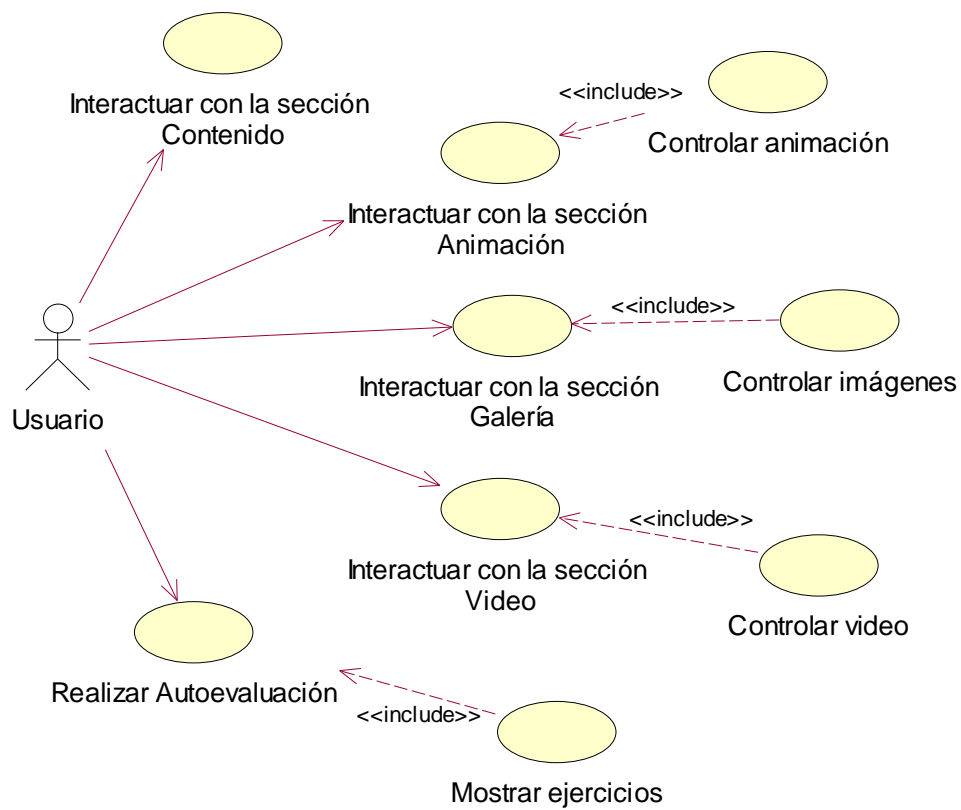 Interactuar con la sección
Contenido
<<include>>
Controlar animación
Interactuar con la sección
Animación
<<include>>
Interactuar con la sección
Galería
Controlar imágenes
Usuario
<<include>>
Interactuar con la sección
Video
Controlar video
Realizar Autoevaluación
<<include>>
Mostrar ejercicios